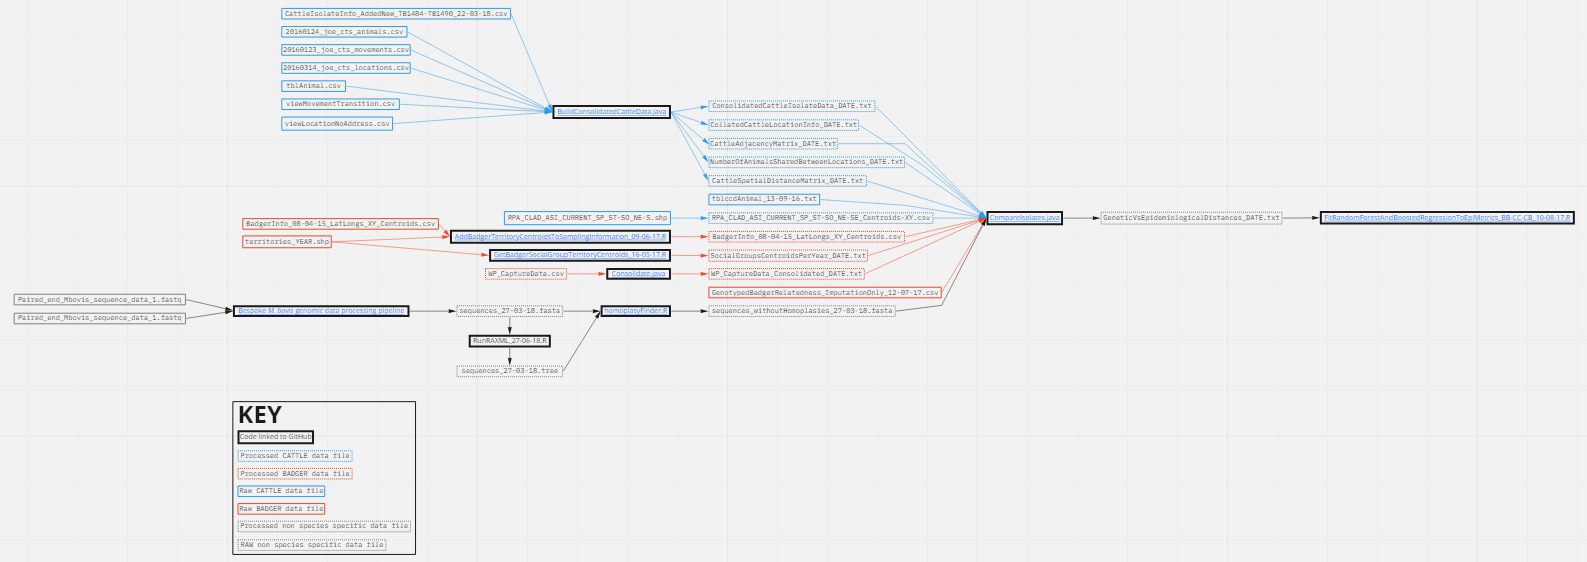 CattleIsolateInfo_AddedNew_TB1484-TB1490_22-03-18.csv
20160124_joe_cts_animals.csv
20160123_joe_cts_movements.csv
20160314_joe_cts_locations.csv
tblAnimal.csv
viewMovementTransition.csv
viewLocationNoAddress.csv
BuildConsolidatedCattleData.java
ConsolidatedCattleIsolateData_DATE.txt
CollatedCattleLocationInfo_DATE.txt
CattleAdjacencyMatrix_DATE.txt
NumberOfAnimalsSharedBetweenLocations_DATE.txt
CattleSpatialDistanceMatrix_DATE.txt
tblccdAnimal_13-09-16.txt
RPA_CLAD_ASI_CURRENT_SP_ST-SO_NE-S.shp
RPA_CLAD_ASI_CURRENT_SP_ST-SO_NE-SE_Centroids-XY.csv
CompareIsolates.java
GeneticVsEpidemiologicalDistances_DATE.txt
FitRandomForestAndBoostedRegressionToEpiMetrics_BB-CC-CB_10-08-17.R
BadgerInfo_08-04-15_LatLongs_XY_Centroids.csv
territories_YEAR.shp
AddBadgerTerritoryCentroidsToSamplingInformation_09-06-17.R
BadgerInfo_08-04-15_LatLongs_XY_Centroids.csv
GetBadgerSocialGroupTerritoryCentroids_16-05-17.R
SocialGroupsCentroidsPerYear_DATE.txt
WP_CaptureData.csv
Consolidate.java
WP_CaptureData_Consolidated_DATE.txt
GenotypedBadgerRelatedness_ImputationOnly_12-07-17.csv
Paired_end_Mbovis_sequence_data_1.fastq
Paired_end_Mbovis_sequence_data_1.fastq
Bespoke M. bovis genomic data processing pipeline
sequences_27-03-18.fasta
homoplasyFinder.R
sequences_withoutHomoplasies_27-03-18.fasta
RunRAXML_27-06-18.R
sequences_27-03-18.tree
KEY
Code linked to GitHub
Processed CATTLE data file
Processed BADGER data file
Raw CATTLE data file
Raw BADGER data file
Processed non species specific data file
RAW non species specific data file